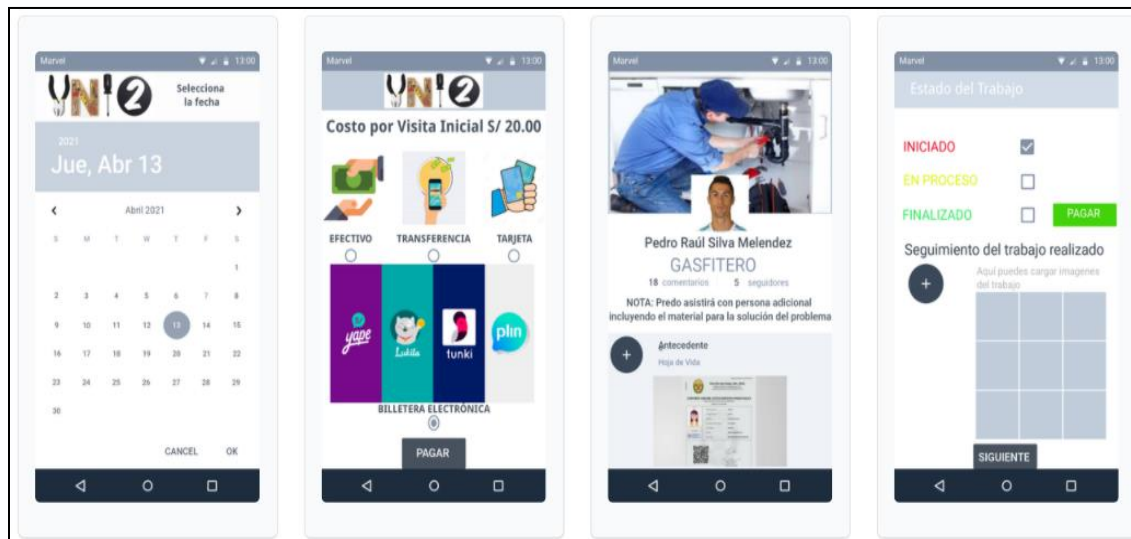 Marvel 13:00
UNI2
Selecciona
la fecha
2021
Jue, Abr 13
Abril 2021
S M T W T F S
1
2 3 4 5 6 7 8
9 10 11 12 13 14 15
16 17 18 19 20 21 22
23 24 25 26 27 28 29
30
CANCEL OK
Marvel 13:00
UNI2
Costo por Visita Inicial S/ 20.00
EFECTIVO TRANSFERENCIA TARJETA
yape
Lukita
tunki
plin
BILLETERA ELECTRÓNICA
PAGAR
Marvel 13:00
Pedro Raúl Silva Melendez
GASFITERO
18 comentarios 5 seguidores
NOTA: Predo asistirá con persona adicional
incluyendo el material para la solución del problema
+
Antecedente
Hoja de Vida
Marvel 13:00
Estado del Trabajo
INICIADO
EN PROCESO
FINALIZADO PAGAR
Seguimiento del trabajo realizado
+
Aquí puedes cargar imagenes
del trabajo
SIGUIENTE